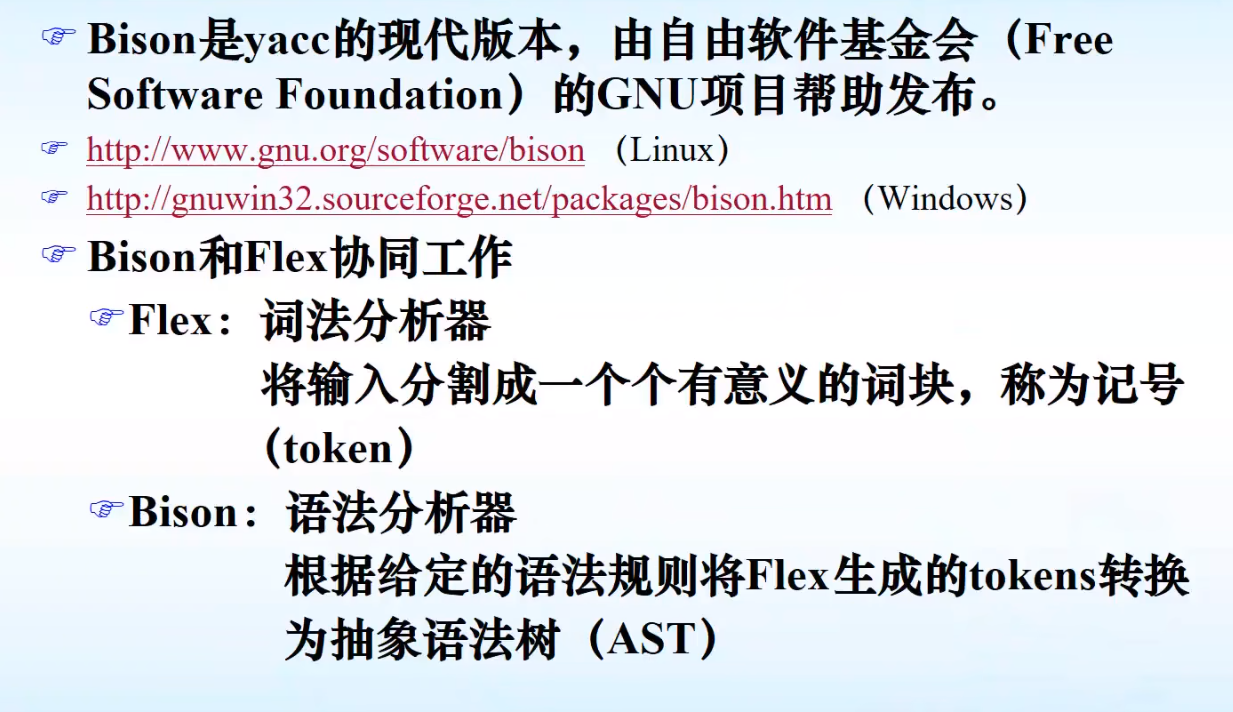 Bison是yacc的现代版本，由自由软件基金会（Free
Software Foundation）的GNU项目帮助发布。
http://www.gnu.org/software/bison （Linux）
http://gnuwin32.sourceforge.net/packages/bison.htm （Windows）
Bison和Flex协同工作
Flex：词法分析器
将输入分割成一个个有意义的词块，称为记号
（token）
Bison：语法分析器
根据给定的语法规则将Flex生成的tokens转换
为抽象语法树（AST）